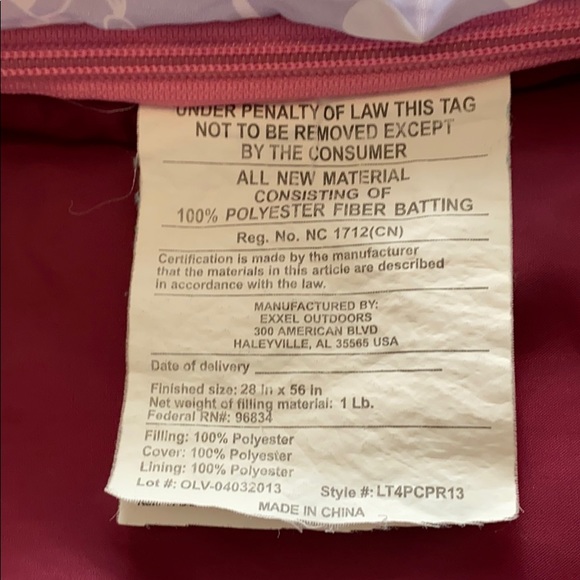 UNDER PENALTY OF LAW THIS TAG
NOT TO BE REMOVED EXCEPT
BY THE CONSUMER
ALL NEW MATERIAL
CONSISTING OF
100% POLYESTER FIBER BATTING
Reg. No. NC 1712(CN)
Certification is made by the manufacturer
that the materials in this article are described
in accordance with the law.
MANUFACTURED BY:
EXXEL OUTDOORS
300 AMERICAN BLVD
HALEYVILLE, AL 35565 USA
Date of delivery
Finished size: 28 in x 56 in
Net weight of filling material: 1 Lb.
Federal RN#: 96834
Filling: 100% Polyester
Cover: 100% Polyester
Lining: 100% Polyester
Lot #: OLV-04032013 Style #: LT4PCPR13
MADE IN CHINA